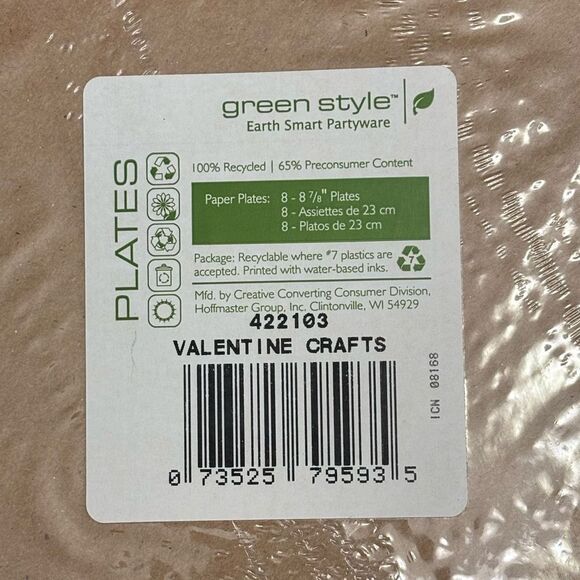 green style™
Earth Smart Partyware
PLATES
100% Recycled | 65% Preconsumer Content
Paper Plates: 8 - 8 7/8" Plates
8 - Assiettes de 23 cm
8 - Platos de 23 cm
Package: Recyclable where #7 plastics are
accepted. Printed with water-based inks.
7
Mfd. by Creative Converting Consumer Division,
Hoffmaster Group, Inc. Clintonville, WI 54929
422103
VALENTINE CRAFTS
ICN 08168
0 73525 79593 5